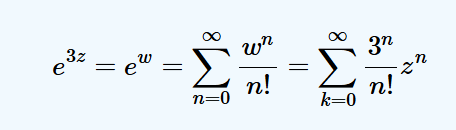 $e^{3z} = e^{w} = \sum_{n=0}^{\infty} \frac{w^n}{n!} = \sum_{k=0}^{\infty} \frac{3^n}{n!} z^n$